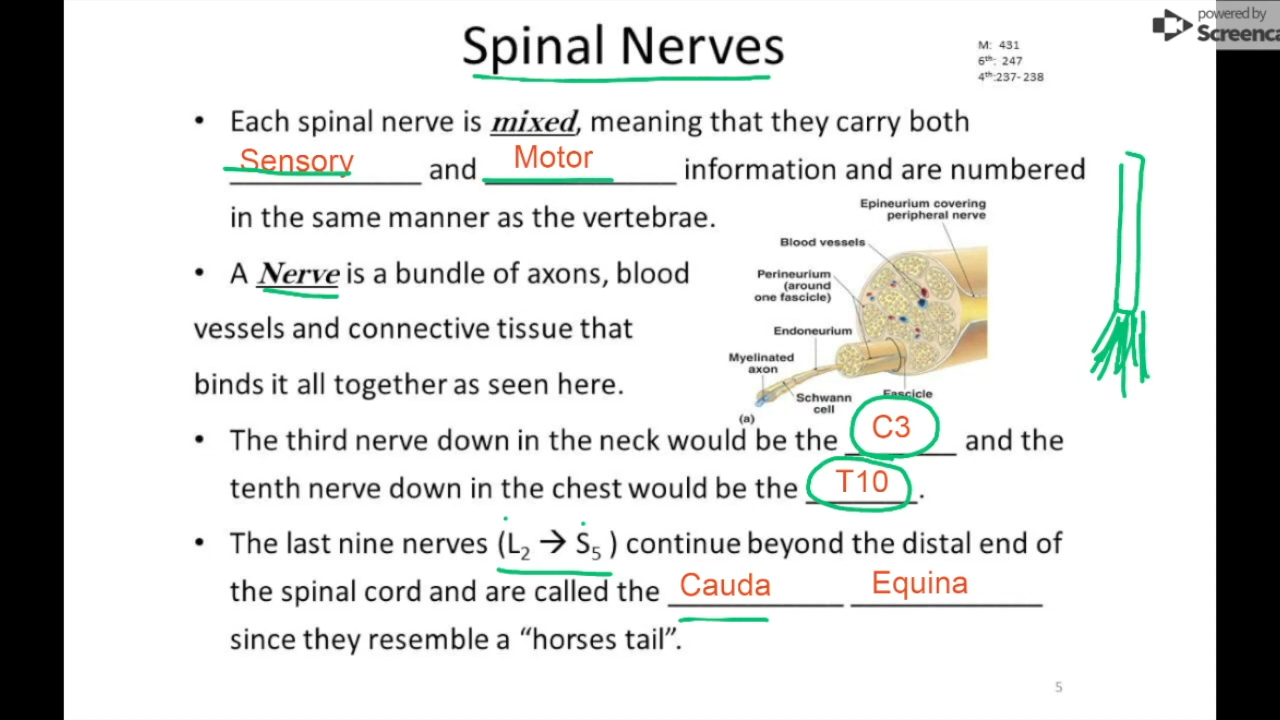 Spinal Nerves
M: 431
6th: 247
4th:237-238
powered by
Screenca
• Each spinal nerve is mixed, meaning that they carry both
Sensory and Motor information and are numbered
in the same manner as the vertebrae.
• A Nerve is a bundle of axons, blood
vessels and connective tissue that
binds it all together as seen here.
Epineurium covering
peripheral nerve
Blood vessels
Perineurium
(around
one fascicle)
Endoneurium
Myelinated
axon
Schwann
cell
Fascicle
(a)
• The third nerve down in the neck would be the C3 and the
tenth nerve down in the chest would be the T10.
• The last nine nerves (L2 → S5 ) continue beyond the distal end of
the spinal cord and are called the Cauda Equina
since they resemble a “horses tail”.
5